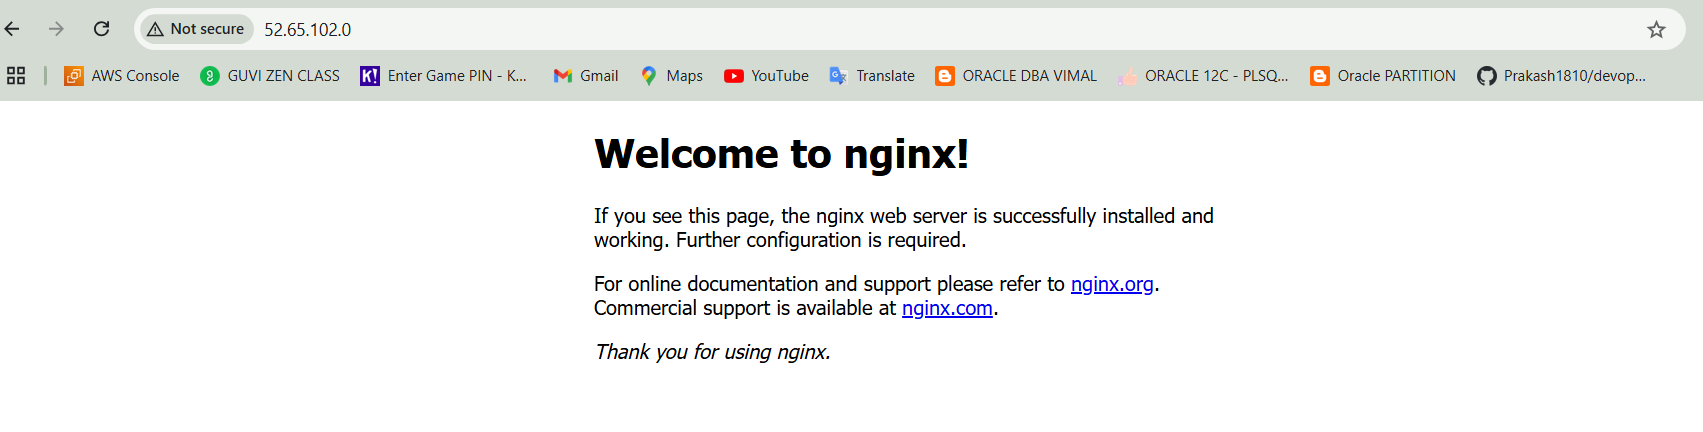 Not secure 52.65.102.0
AWS Console GUVI ZEN CLASS Enter Game PIN - K... Gmail Maps YouTube Translate ORACLE DBA VIMAL ORACLE 12C - PLSQ... Oracle PARTITION Prakash1810/devop...
Welcome to nginx!
If you see this page, the nginx web server is successfully installed and
working. Further configuration is required.
For online documentation and support please refer to nginx.org.
Commercial support is available at nginx.com.
Thank you for using nginx.